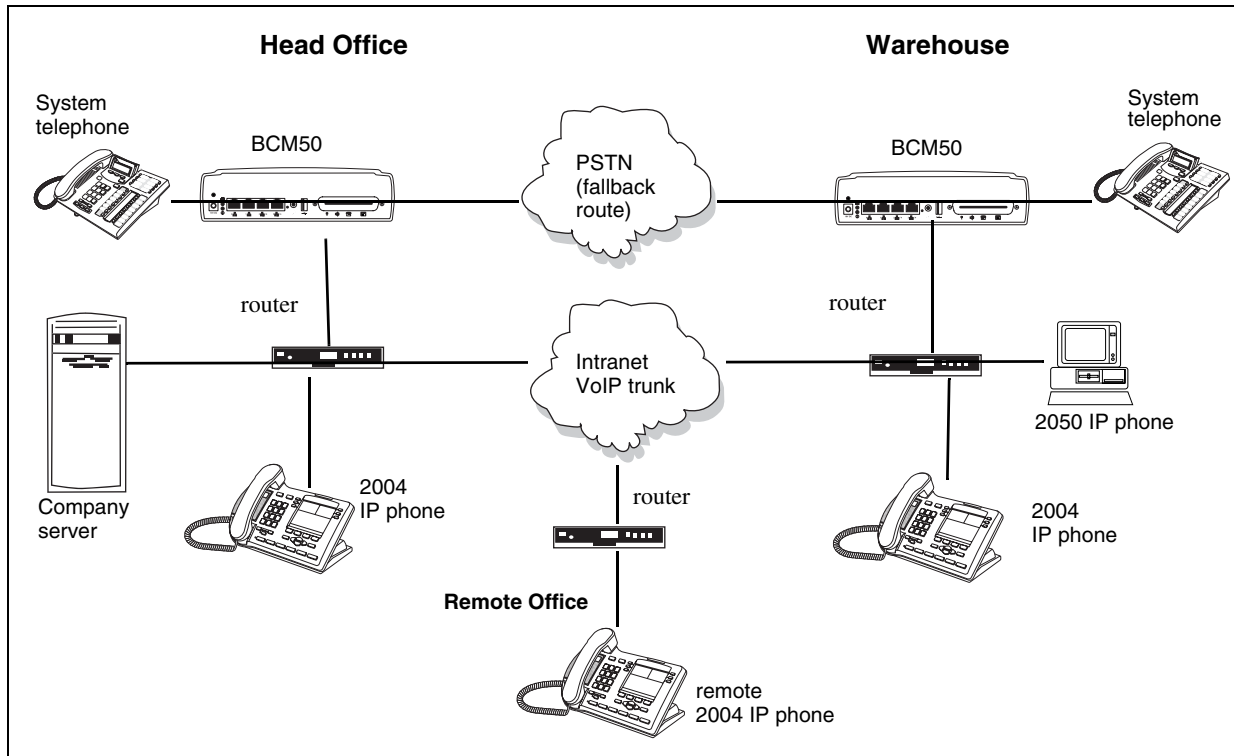 Head Office
Warehouse
System
telephone
BCM50
PSTN
(fallback
route)
BCM50
System
telephone
router
router
Intranet
VoIP trunk
2050 IP phone
Company
server
2004
IP phone
router
2004
IP phone
Remote Office
remote
2004 IP phone